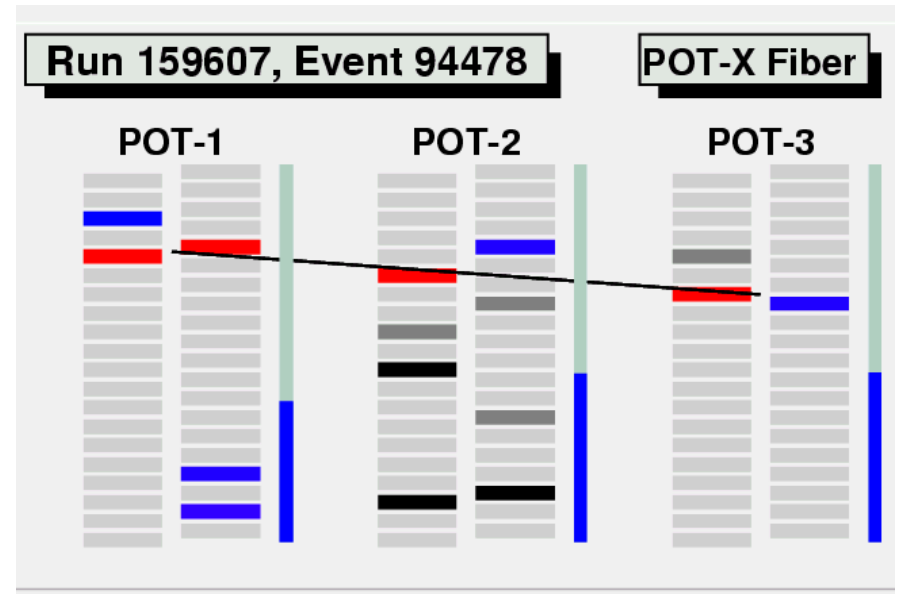 Run 159607, Event 94478
POT-X Fiber
POT-1
POT-2
POT-3